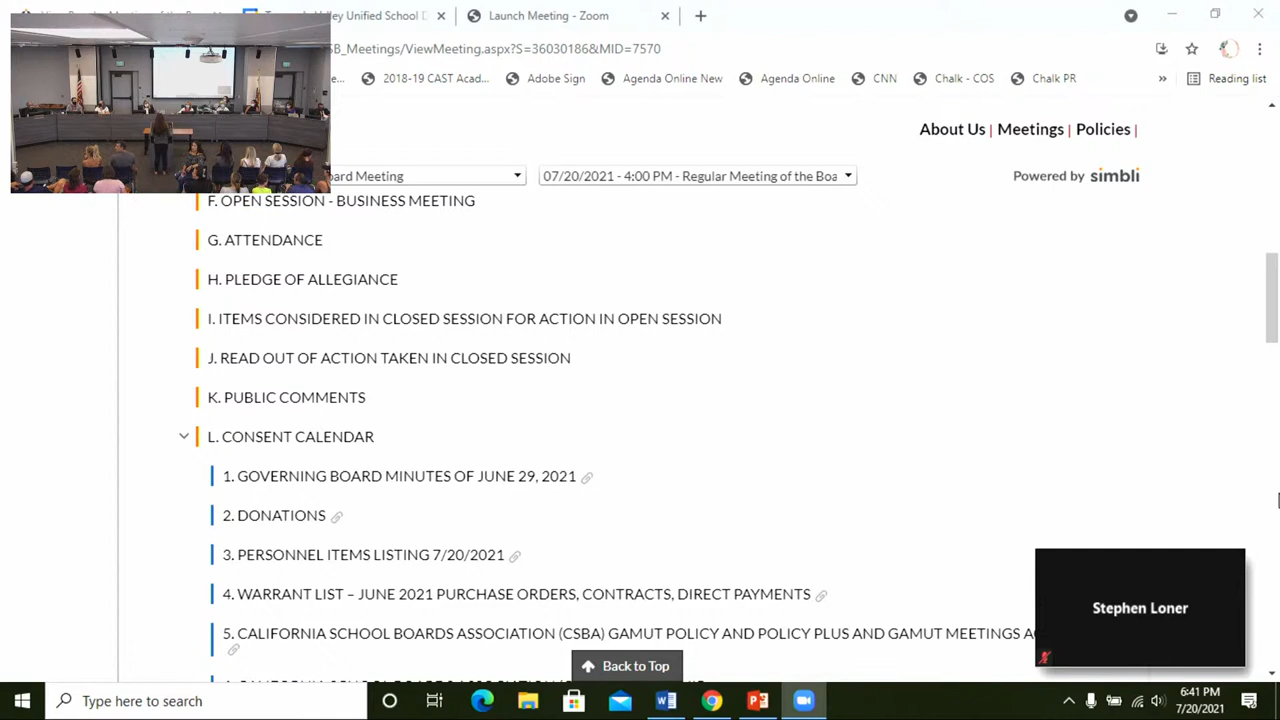 Launch Meeting - Zoom
SB_Meetings/ViewMeeting.aspx?S=36030186&MID=7570
2018-19 CAST Acad... Adobe Sign Agenda Online New Agenda Online CNN Chalk - COS Chalk PR » Reading list
About Us | Meetings | Policies |
Meeting 07/20/2021 - 4:00 PM - Regular Meeting of the Boa Powered by simbli
F. OPEN SESSION - BUSINESS MEETING
G. ATTENDANCE
H. PLEDGE OF ALLEGIANCE
I. ITEMS CONSIDERED IN CLOSED SESSION FOR ACTION IN OPEN SESSION
J. READ OUT OF ACTION TAKEN IN CLOSED SESSION
K. PUBLIC COMMENTS
L. CONSENT CALENDAR
1. GOVERNING BOARD MINUTES OF JUNE 29, 2021
2. DONATIONS
3. PERSONNEL ITEMS LISTING 7/20/2021
4. WARRANT LIST – JUNE 2021 PURCHASE ORDERS, CONTRACTS, DIRECT PAYMENTS
Stephen Loner
5. CALIFORNIA SCHOOL BOARDS ASSOCIATION (CSBA) GAMUT POLICY AND POLICY PLUS AND GAMUT MEETINGS
Back to Top
Type here to search
6:41 PM
7/20/2021